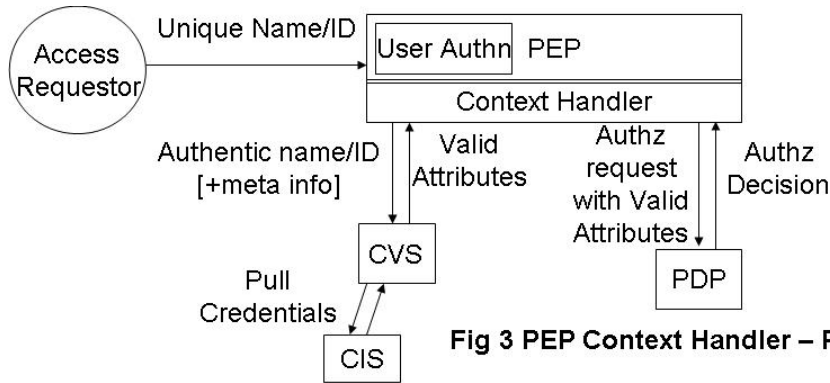 Unique Name/ID
Access
Requestor
User Authn
PEP
Context Handler
Authentic name/ID
[+meta info]
Valid
Attributes
Authz
request
with Valid
Attributes
Authz
Decision
CVS
PDP
Pull
Credentials
CIS
Fig 3 PEP Context Handler –